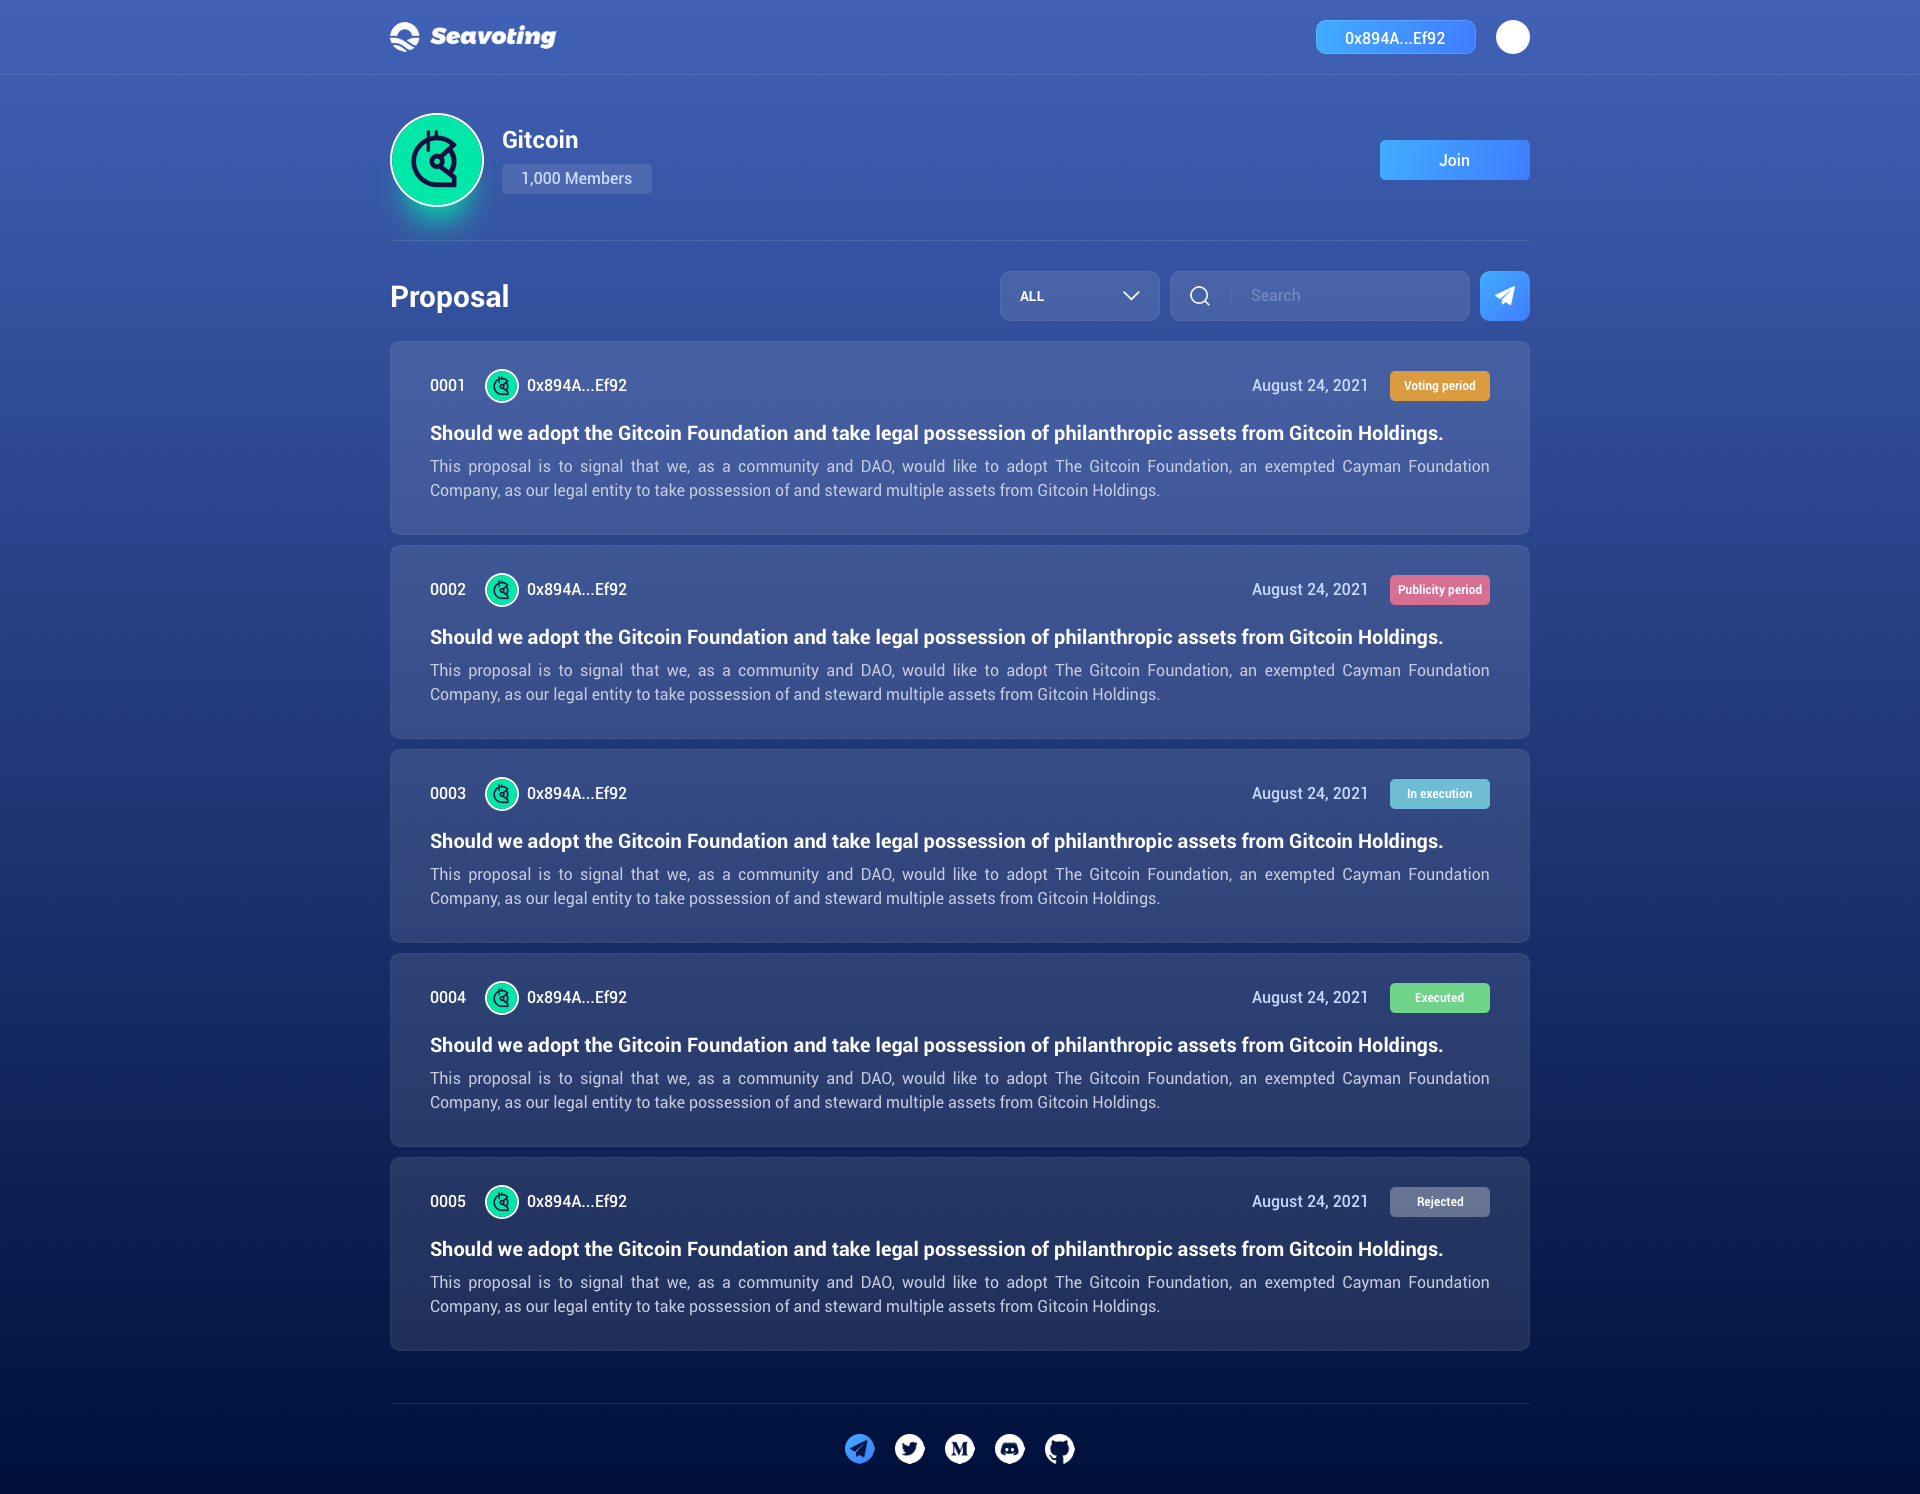 Seavoting
0x894A...Ef92
Gitcoin
1,000 Members
Join
Proposal
ALL
Search
0001 0x894A...Ef92 August 24, 2021 Voting period
Should we adopt the Gitcoin Foundation and take legal possession of philanthropic assets from Gitcoin Holdings.
This proposal is to signal that we, as a community and DAO, would like to adopt The Gitcoin Foundation, an exempted Cayman Foundation
Company, as our legal entity to take possession of and steward multiple assets from Gitcoin Holdings.
0002 0x894A...Ef92 August 24, 2021 Publicity period
Should we adopt the Gitcoin Foundation and take legal possession of philanthropic assets from Gitcoin Holdings.
This proposal is to signal that we, as a community and DAO, would like to adopt The Gitcoin Foundation, an exempted Cayman Foundation
Company, as our legal entity to take possession of and steward multiple assets from Gitcoin Holdings.
0003 0x894A...Ef92 August 24, 2021 In execution
Should we adopt the Gitcoin Foundation and take legal possession of philanthropic assets from Gitcoin Holdings.
This proposal is to signal that we, as a community and DAO, would like to adopt The Gitcoin Foundation, an exempted Cayman Foundation
Company, as our legal entity to take possession of and steward multiple assets from Gitcoin Holdings.
0004 0x894A...Ef92 August 24, 2021 Executed
Should we adopt the Gitcoin Foundation and take legal possession of philanthropic assets from Gitcoin Holdings.
This proposal is to signal that we, as a community and DAO, would like to adopt The Gitcoin Foundation, an exempted Cayman Foundation
Company, as our legal entity to take possession of and steward multiple assets from Gitcoin Holdings.
0005 0x894A...Ef92 August 24, 2021 Rejected
Should we adopt the Gitcoin Foundation and take legal possession of philanthropic assets from Gitcoin Holdings.
This proposal is to signal that we, as a community and DAO, would like to adopt The Gitcoin Foundation, an exempted Cayman Foundation
Company, as our legal entity to take possession of and steward multiple assets from Gitcoin Holdings.
M